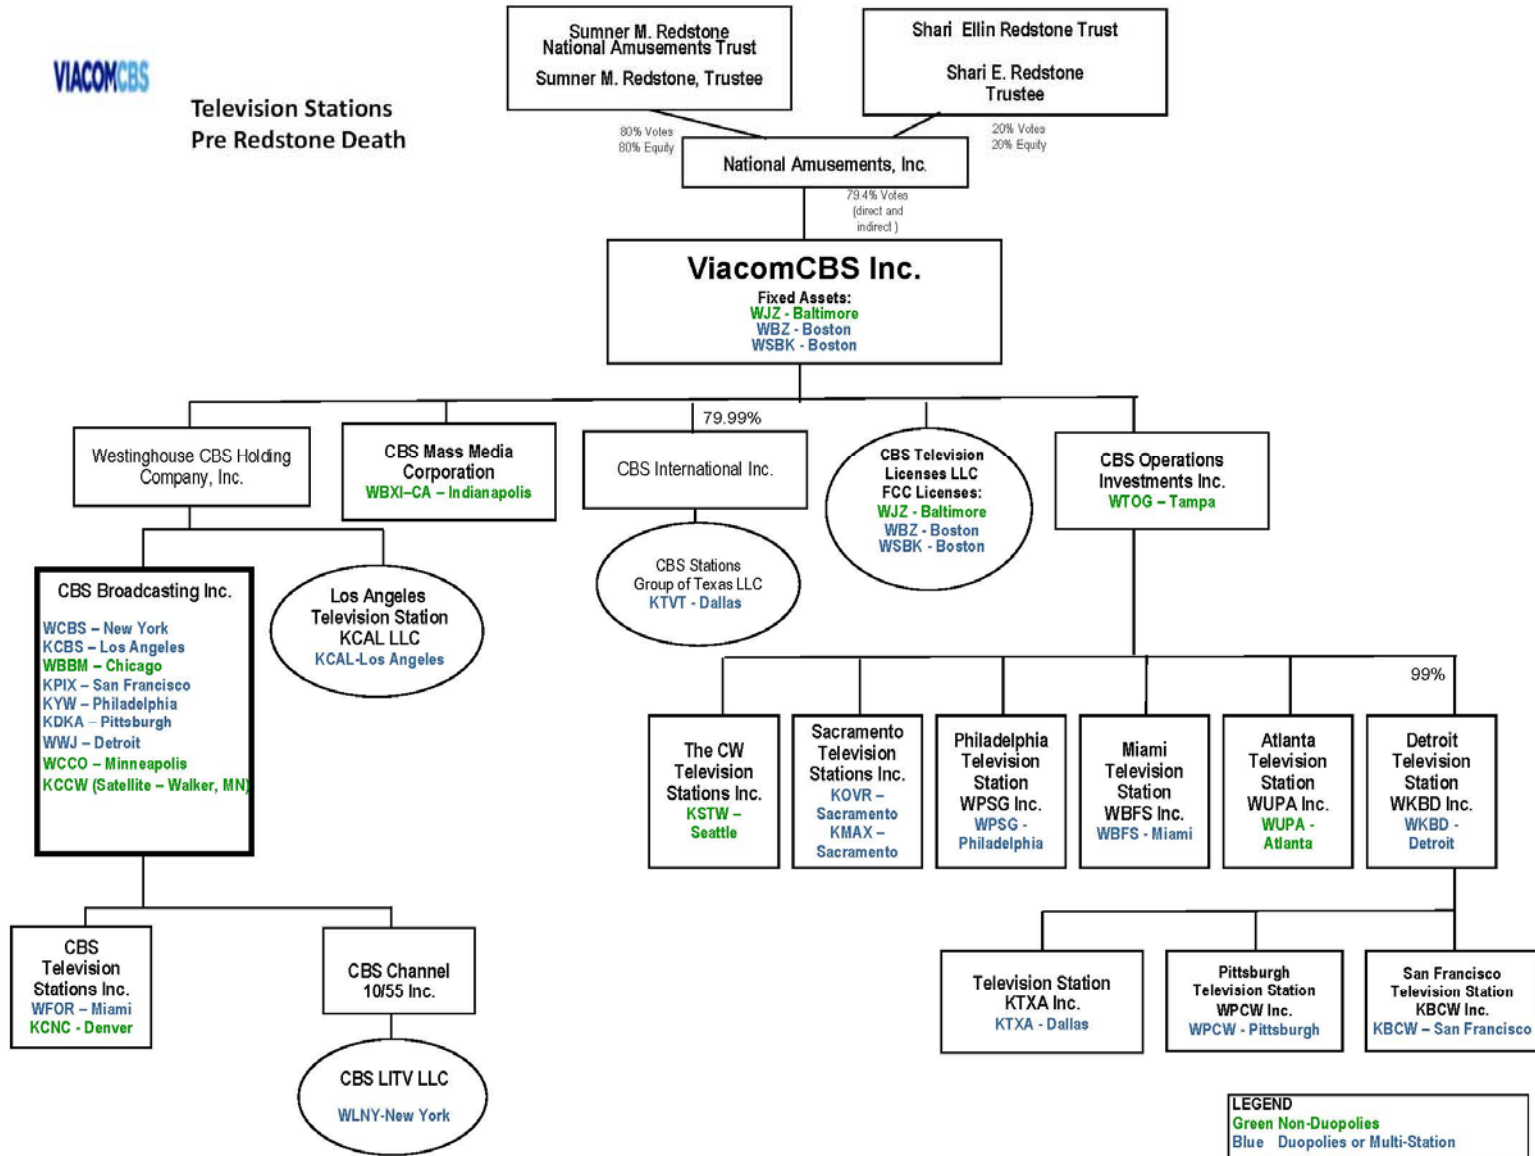 VIACOMCBS
Television Stations
Pre Redstone Death
Sumner M. Redstone
National Amusements Trust
Sumner M. Redstone, Trustee
Shari Ellin Redstone Trust
Shari E. Redstone
Trustee
80% Votes
80% Equity
20% Votes
20% Equity
National Amusements, Inc.
79.4% Votes
(direct and
indirect )
ViacomCBS Inc.
Fixed Assets:
WJZ - Baltimore
WBZ - Boston
WSBK - Boston
79.99%
Westinghouse CBS Holding
Company, Inc.
CBS Mass Media
Corporation
WBXI–CA – Indianapolis
CBS International Inc.
CBS Television
Licenses LLC
FCC Licenses:
WJZ - Baltimore
WBZ - Boston
WSBK - Boston
CBS Operations
Investments Inc.
WTOG – Tampa
CBS Broadcasting Inc.
WCBS – New York
KCBS – Los Angeles
WBBM – Chicago
KPIX – San Francisco
KYW – Philadelphia
KDKA – Pittsburgh
WWJ – Detroit
WCCO – Minneapolis
KCCW (Satellite – Walker, MN)
Los Angeles
Television Station
KCAL LLC
KCAL-Los Angeles
CBS Stations
Group of Texas LLC
KTVT - Dallas
99%
The CW
Television
Stations Inc.
KSTW –
Seattle
Sacramento
Television
Stations Inc.
KOVR –
Sacramento
KMAX –
Sacramento
Philadelphia
Television
Station
WPSG Inc.
WPSG -
Philadelphia
Miami
Television
Station
WBFS Inc.
WBFS - Miami
Atlanta
Television
Station
WUPA Inc.
WUPA -
Atlanta
Detroit
Television
Station
WKBD Inc.
WKBD -
Detroit
CBS
Television
Stations Inc.
WFOR – Miami
KCNC - Denver
CBS Channel
10/55 Inc.
CBS LITV LLC
WLNY-New York
Television Station
KTXA Inc.
KTXA - Dallas
Pittsburgh
Television Station
WPCW Inc.
WPCW - Pittsburgh
San Francisco
Television Station
KBCW Inc.
KBCW – San Francisco
LEGEND
Green Non-Duopolies
Blue Duopolies or Multi-Station